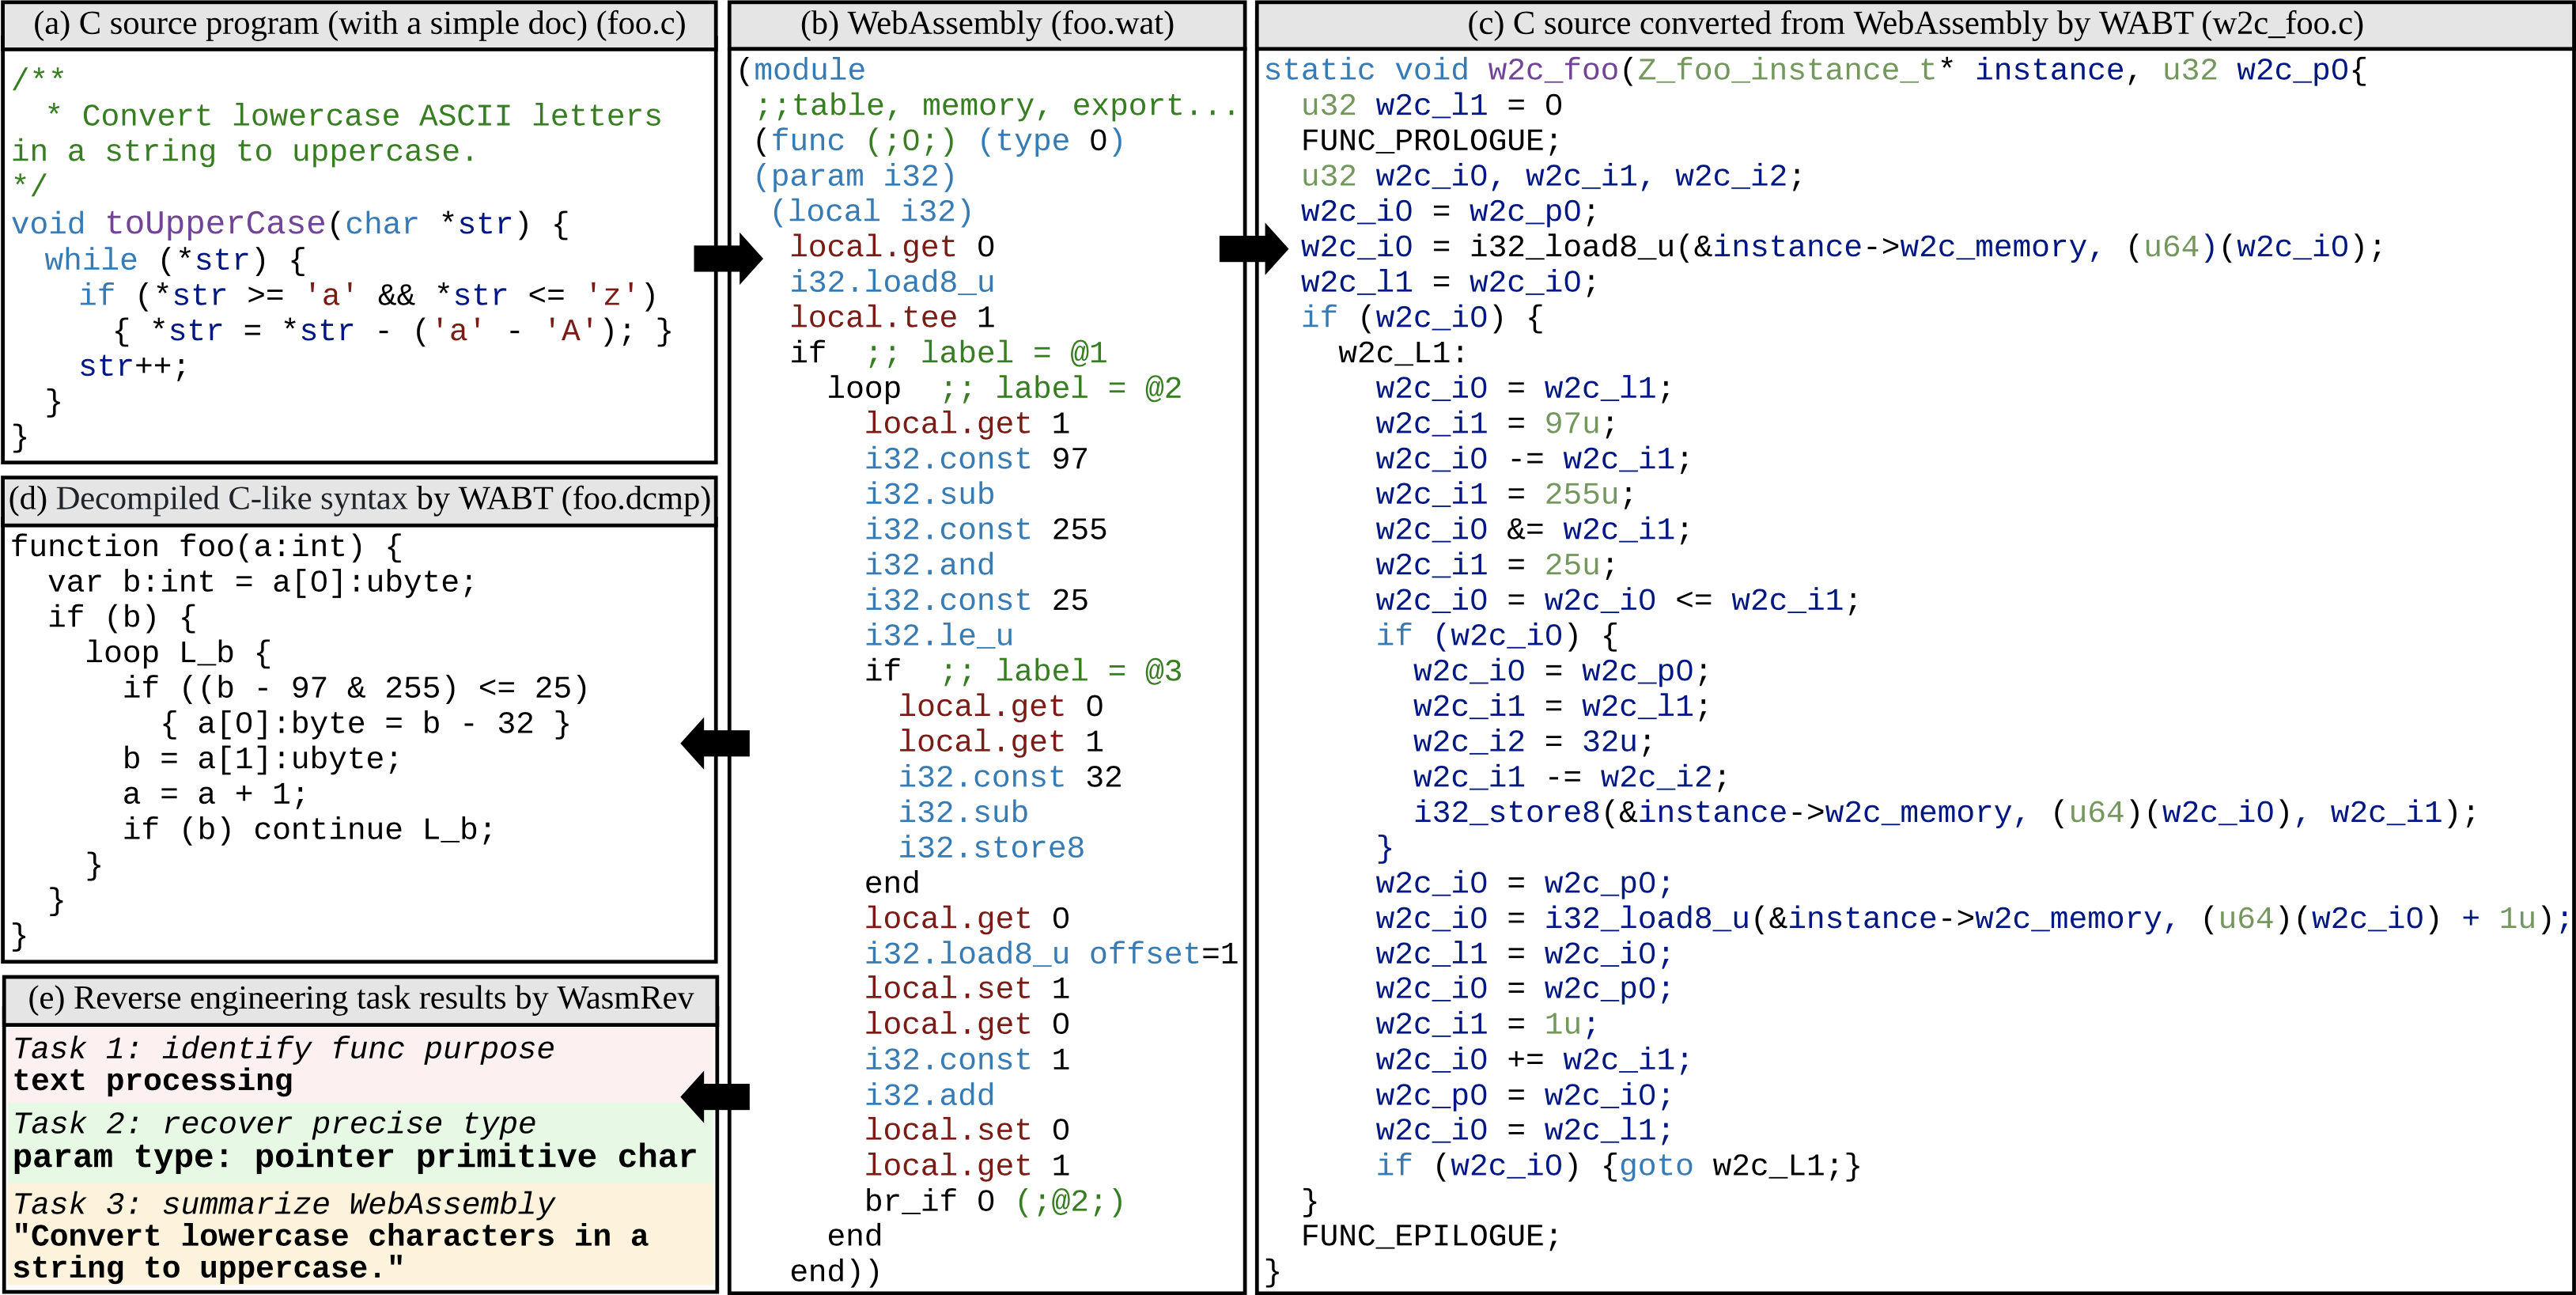 (a) C source program (with a simple doc) (foo.c)
/**
* Convert lowercase ASCII letters
in a string to uppercase.
*/
void toUpperCase(char *str) {
while (*str) {
if (*str >= 'a' && *str <= 'z')
{ *str = *str - ('a' - 'A'); }
str++;
}
}
(d) Decompiled C-like syntax by WABT (foo.dcmp)
function foo(a:int) {
var b:int = a[0]:ubyte;
if (b) {
loop L_b {
if ((b - 97 & 255) <= 25)
{ a[0]:byte = b - 32 }
b = a[1]:ubyte;
a = a + 1;
if (b) continue L_b;
}
}
}
(e) Reverse engineering task results by WasmRev
Task 1: identify func purpose
text processing
Task 2: recover precise type
param type: pointer primitive char
Task 3: summarize WebAssembly
"Convert lowercase characters in a
string to uppercase."
(b) WebAssembly (foo.wat)
(module
;;table, memory, export...
(func (;0;) (type 0)
(param i32)
(local i32)
local.get 0
i32.load8_u
local.tee 1
if ;; label = @1
loop ;; label = @2
local.get 1
i32.const 97
i32.sub
i32.const 255
i32.and
i32.const 25
i32.le_u
if ;; label = @3
local.get 0
local.get 1
i32.const 32
i32.sub
i32.store8
end
local.get 0
i32.load8_u offset=1
local.set 1
local.get 0
i32.const 1
i32.add
local.set 0
local.get 1
br_if 0 (;@2;)
end
end))
(c) C source converted from WebAssembly by WABT (w2c_foo.c)
static void w2c_foo(Z_foo_instance_t* instance, u32 w2c_p0{
u32 w2c_l1 = 0
FUNC_PROLOGUE;
u32 w2c_i0, w2c_i1, w2c_i2;
w2c_i0 = w2c_p0;
w2c_i0 = i32_load8_u(&instance->w2c_memory, (u64)(w2c_i0);
w2c_l1 = w2c_i0;
if (w2c_i0) {
w2c_L1:
w2c_i0 = w2c_l1;
w2c_i1 = 97u;
w2c_i0 -= w2c_i1;
w2c_i1 = 255u;
w2c_i0 &= w2c_i1;
w2c_i1 = 25u;
w2c_i0 = w2c_i0 <= w2c_i1;
if (w2c_i0) {
w2c_i0 = w2c_p0;
w2c_i1 = w2c_l1;
w2c_i2 = 32u;
w2c_i1 -= w2c_i2;
i32_store8(&instance->w2c_memory, (u64)(w2c_i0), w2c_i1);
}
w2c_i0 = w2c_p0;
w2c_i0 = i32_load8_u(&instance->w2c_memory, (u64)(w2c_i0) + 1u);
w2c_l1 = w2c_i0;
w2c_i0 = w2c_p0;
w2c_i1 = 1u;
w2c_i0 += w2c_i1;
w2c_p0 = w2c_i0;
w2c_i0 = w2c_l1;
if (w2c_i0) {goto w2c_L1;}
}
FUNC_EPILOGUE;
}